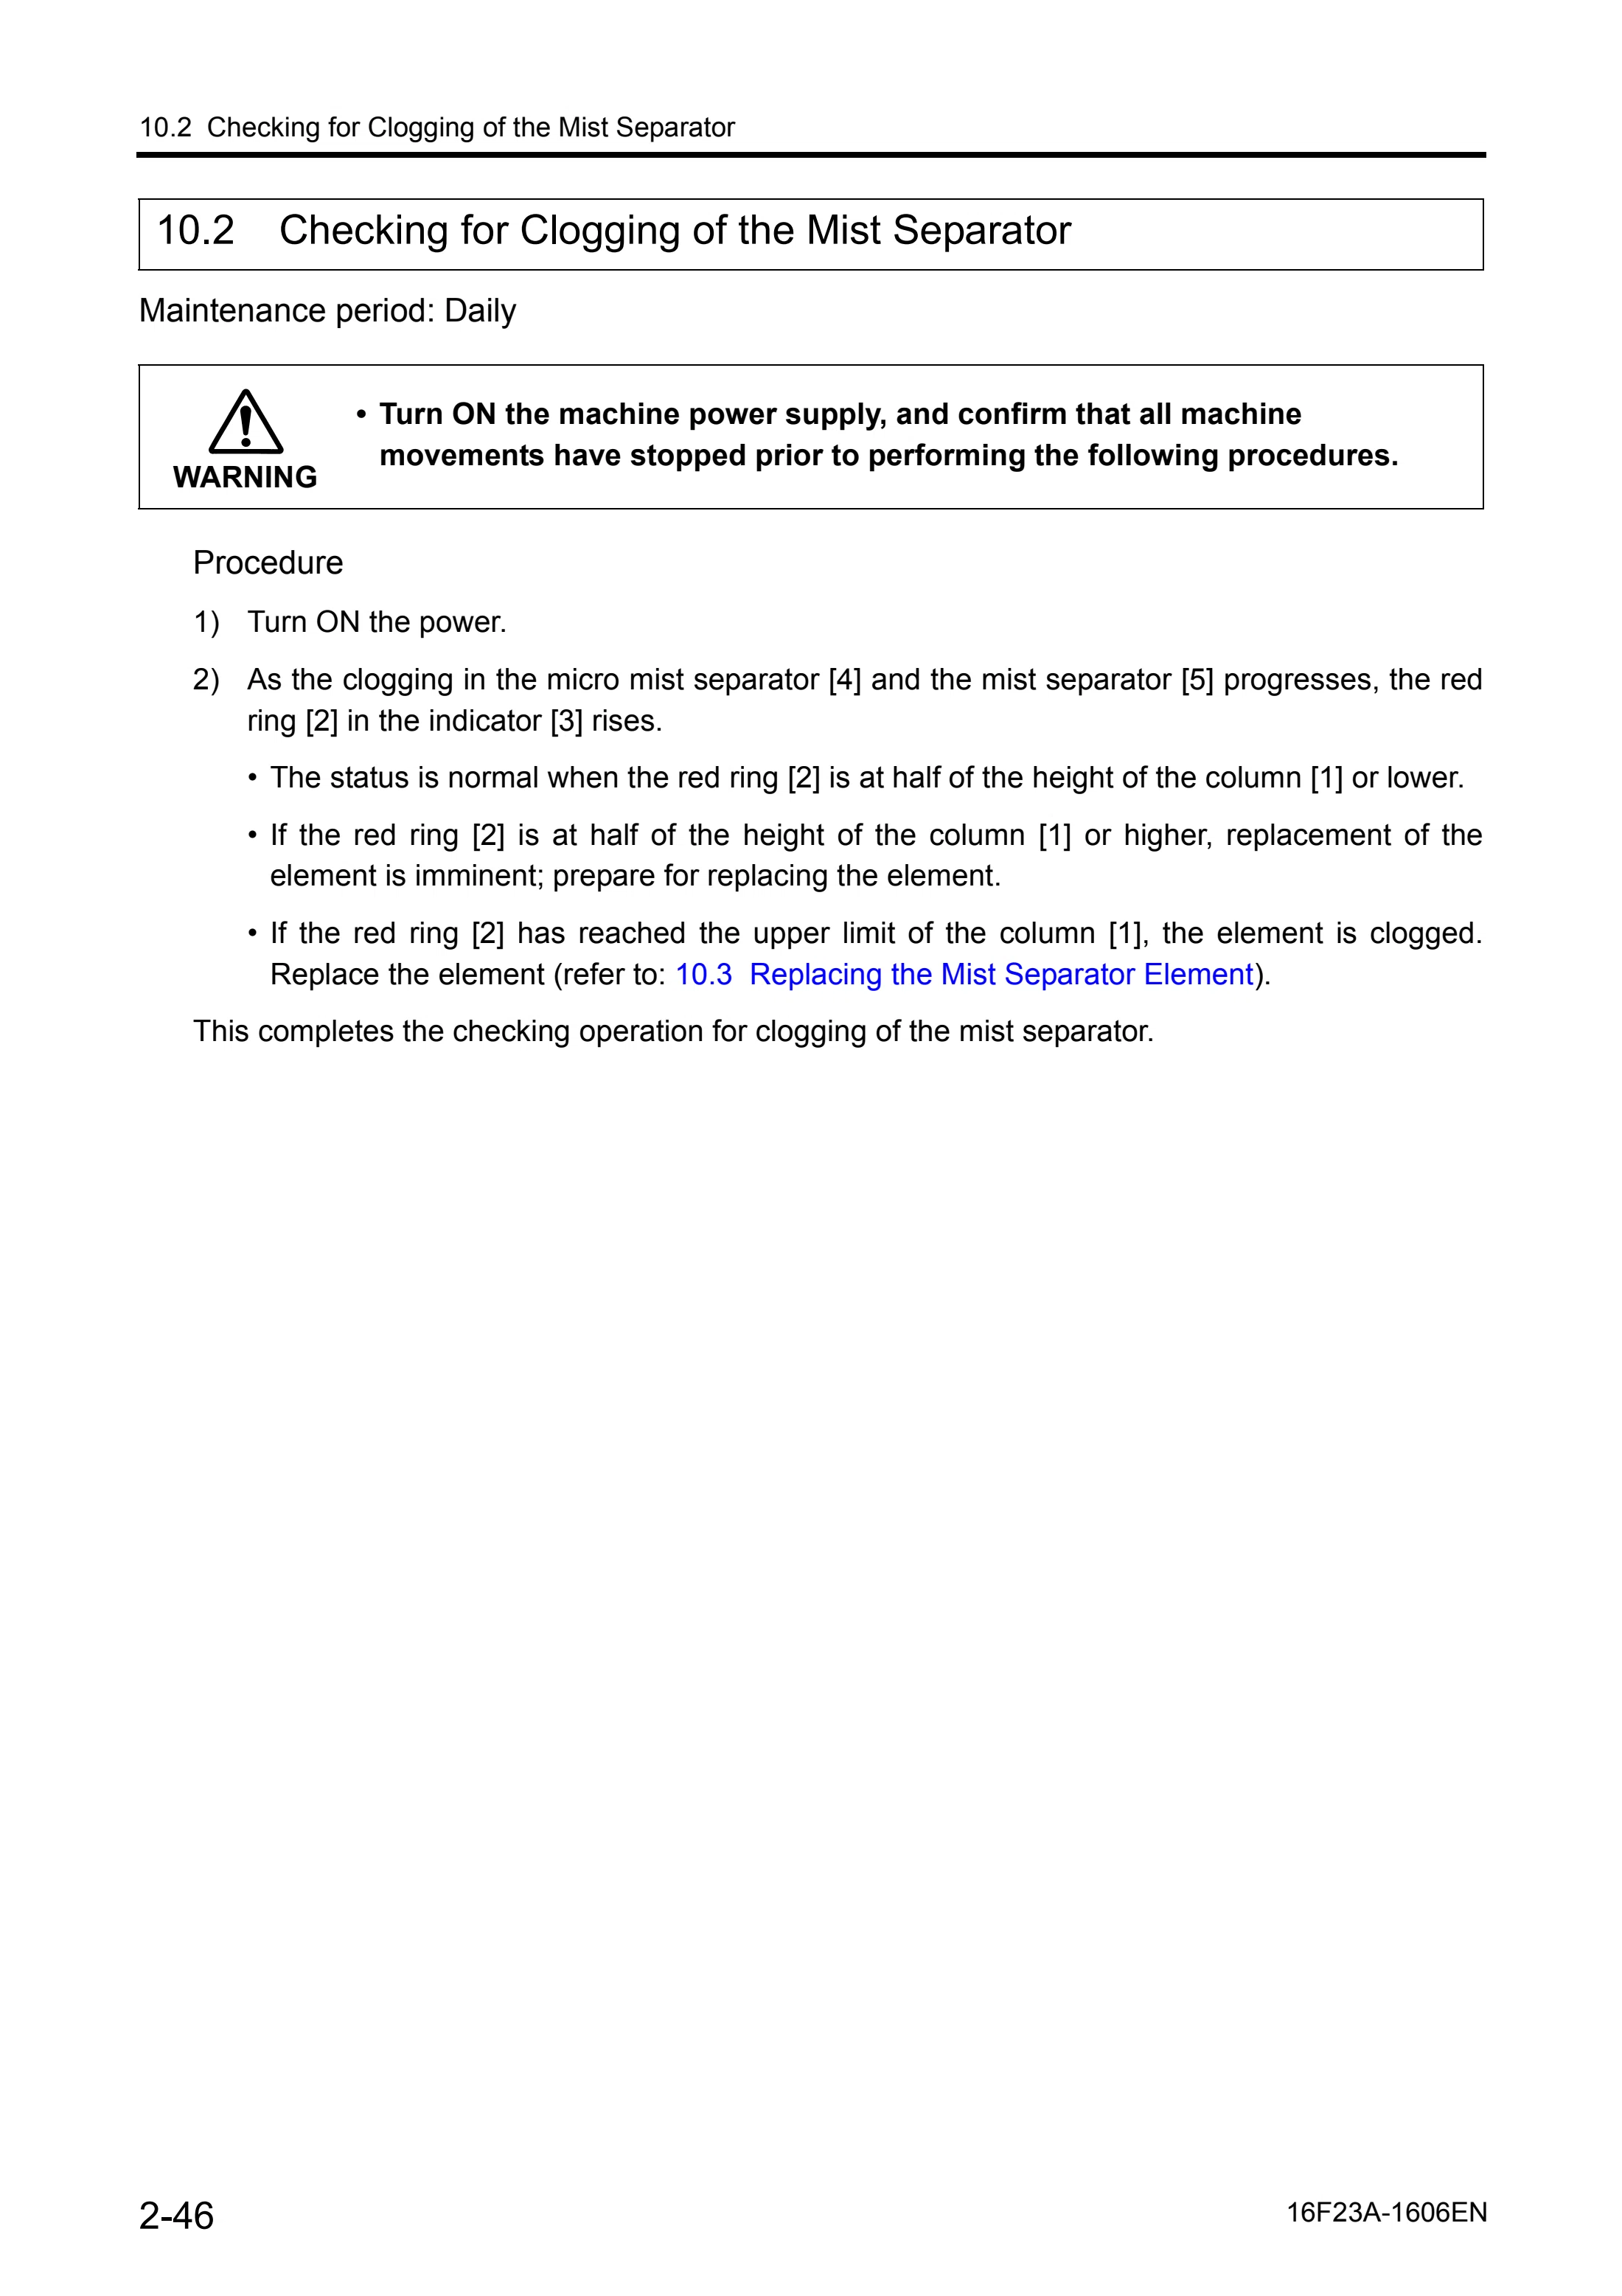 10.2 Checking for Clogging of the Mist Separator
10.2 Checking for Clogging of the Mist Separator
Maintenance period: Daily
WARNING
• Turn ON the machine power supply, and confirm that all machine
movements have stopped prior to performing the following procedures.
Procedure
1) Turn ON the power.
2) As the clogging in the micro mist separator [4] and the mist separator [5] progresses, the red
ring [2] in the indicator [3] rises.
• The status is normal when the red ring [2] is at half of the height of the column [1] or lower.
• If the red ring [2] is at half of the height of the column [1] or higher, replacement of the
element is imminent; prepare for replacing the element.
• If the red ring [2] has reached the upper limit of the column [1], the element is clogged.
Replace the element (refer to: 10.3 Replacing the Mist Separator Element).
This completes the checking operation for clogging of the mist separator.
2-46
16F23A-1606EN